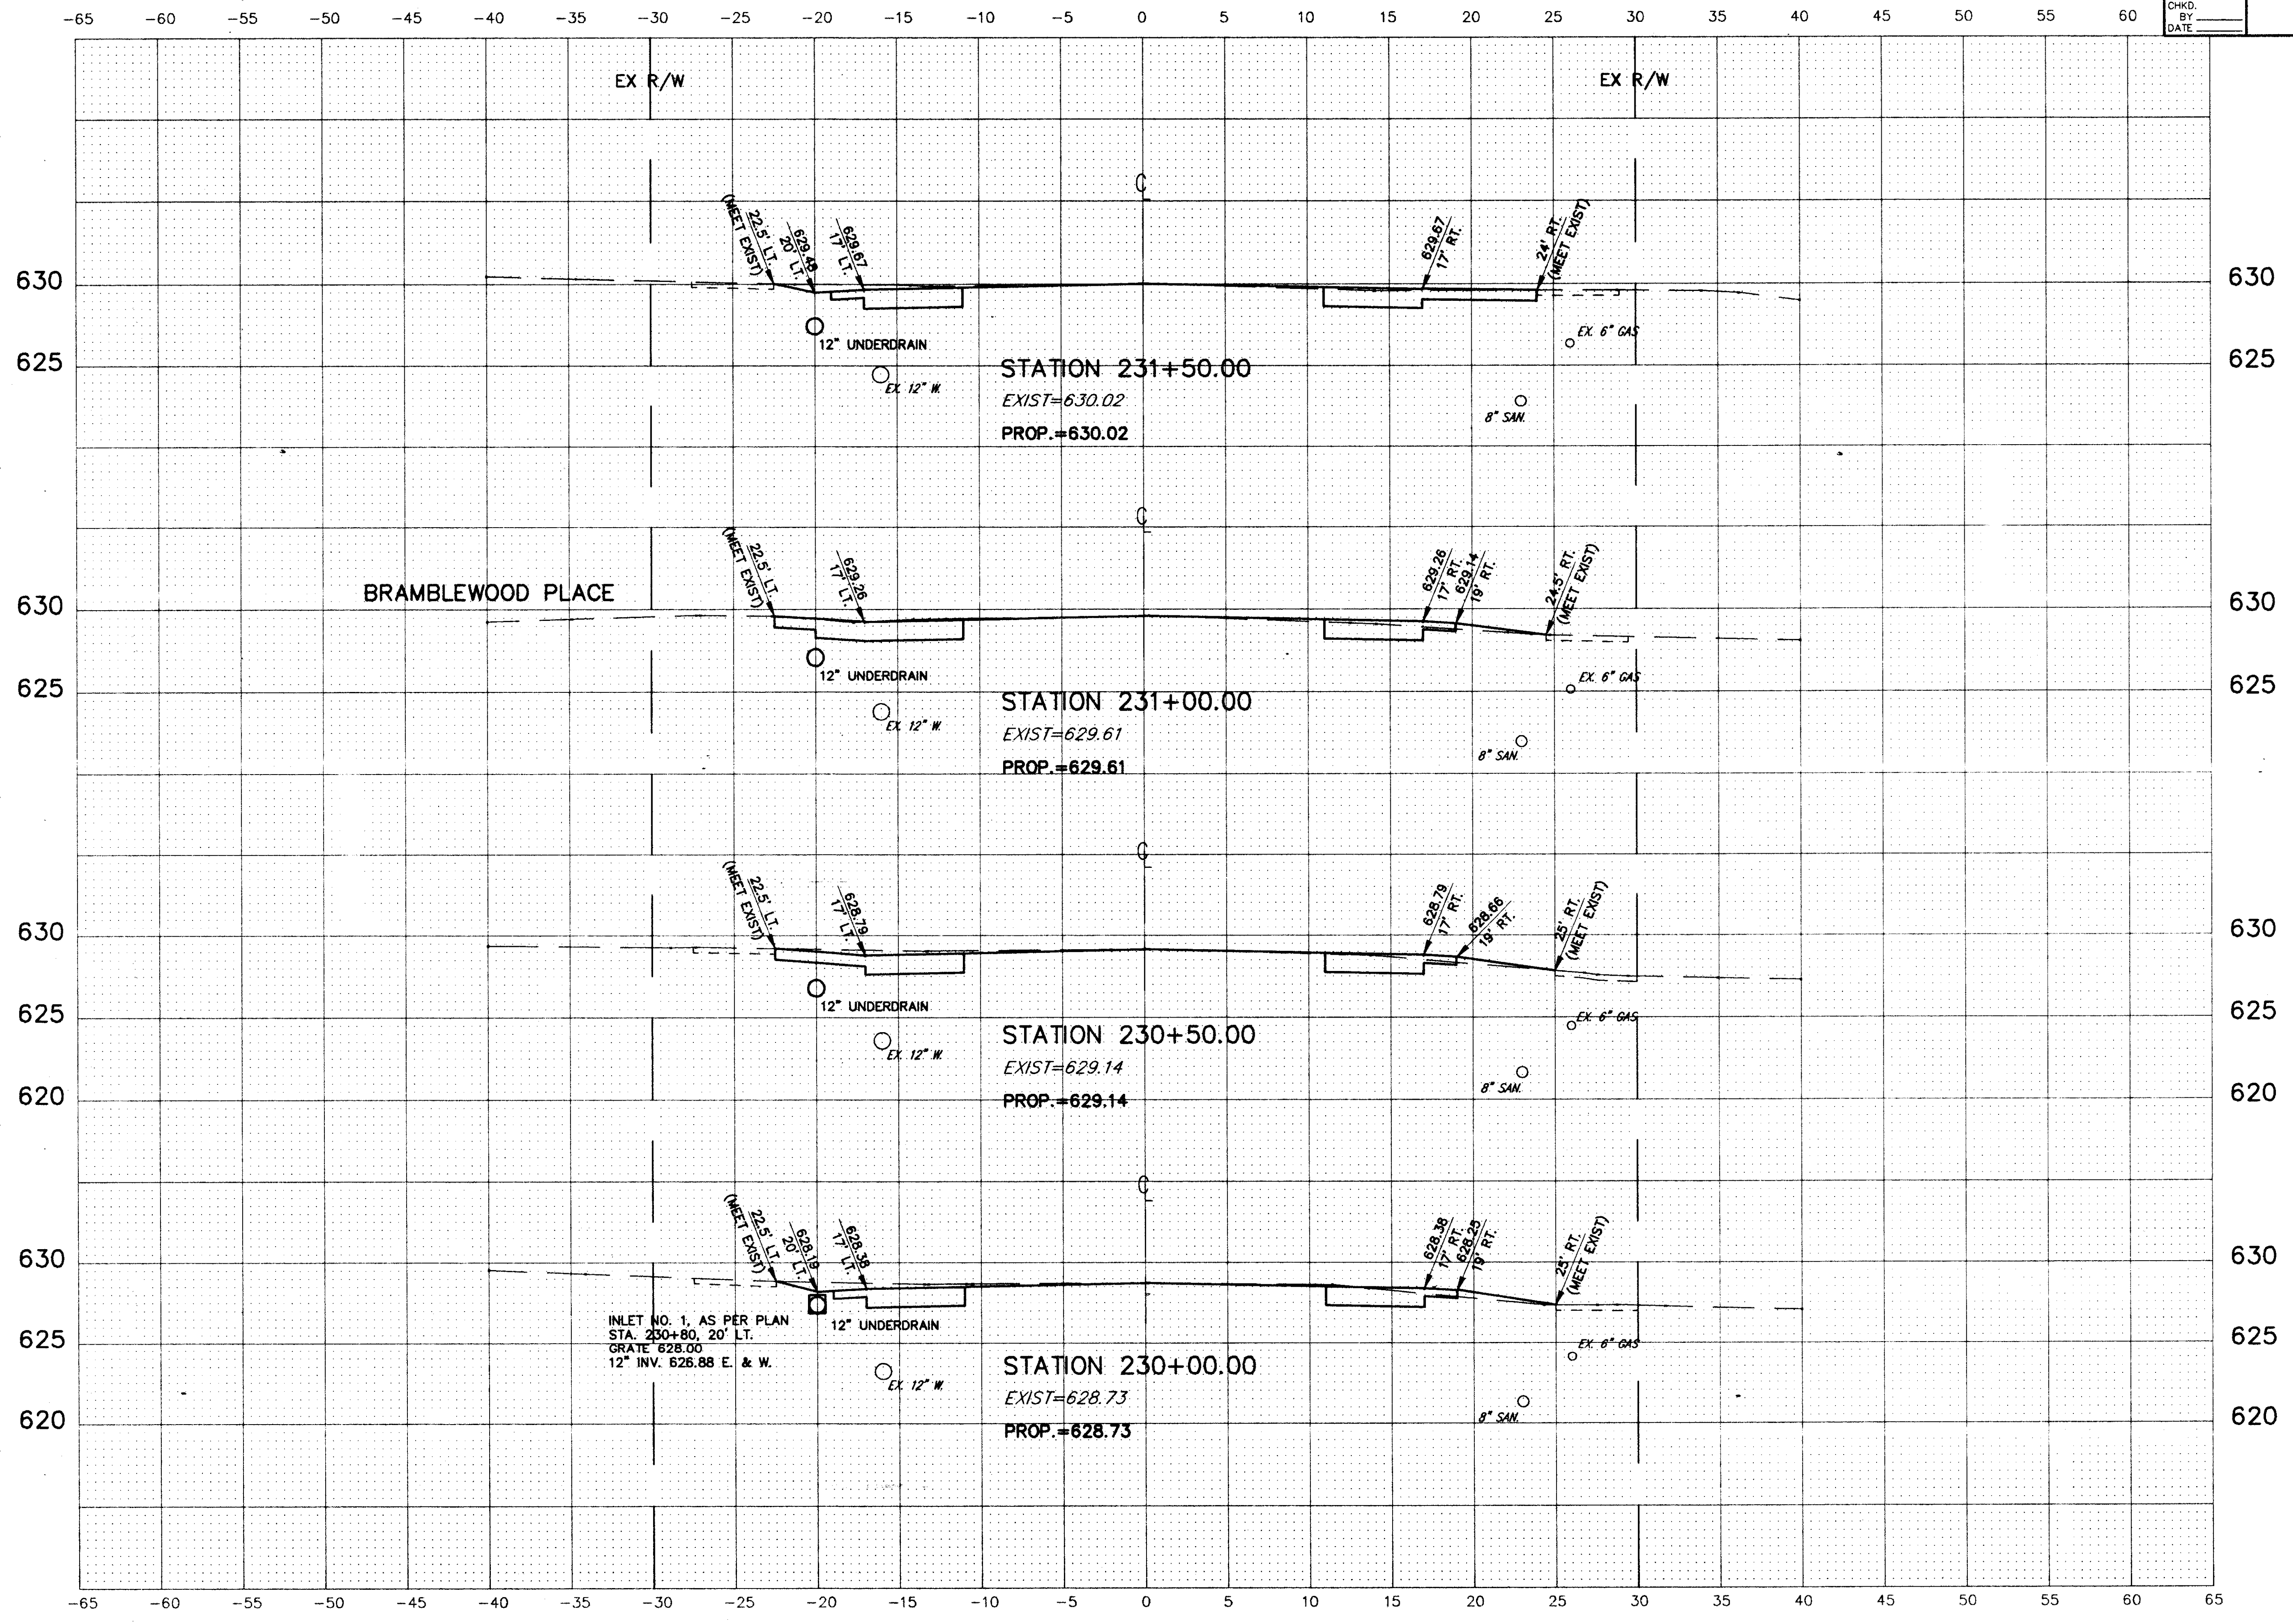 CHKD.
BY
DATE
-65 -60 -55 -50 -45 -40 -35 -30 -25 -20 -15 -10 -5 0 5 10 15 20 25 30 35 40 45 50 55 60
EX R/W EX R/W
℄
22.5' LT.
(MEET EXIST)
629.48
20' LT.
629.67
17' LT.
629.67
17' RT.
24' RT.
(MEET EXIST)
630 630
12" UNDERDRAIN
EX. 6" GAS
625 625
STATION 231+50.00
EX. 12" W.
EXIST=630.02
8" SAN.
PROP.=630.02
℄
22.5' LT.
(MEET EXIST)
629.26
17' LT.
629.26
17' RT.
629.14
19' RT.
24.5' RT.
(MEET EXIST)
BRAMBLEWOOD PLACE
630 630
12" UNDERDRAIN
EX. 6" GAS
625 625
STATION 231+00.00
EX. 12" W.
EXIST=629.61
8" SAN.
PROP.=629.61
℄
22.5' LT.
(MEET EXIST)
628.79
17' LT.
628.79
17' RT.
628.66
19' RT.
25' RT.
(MEET EXIST)
630 630
12" UNDERDRAIN
EX. 6" GAS
625 625
STATION 230+50.00
EX. 12" W.
EXIST=629.14
8" SAN.
PROP.=629.14
620 620
℄
22.5' LT.
(MEET EXIST)
628.19
20' LT.
628.38
17' LT.
628.38
17' RT.
628.25
19' RT.
25' RT.
(MEET EXIST)
630 630
INLET NO. 1, AS PER PLAN
STA. 230+80, 20' LT.
GRATE 628.00
12" INV. 626.88 E. & W.
12" UNDERDRAIN
EX. 6" GAS
625 625
STATION 230+00.00
EX. 12" W.
EXIST=628.73
8" SAN.
PROP.=628.73
620 620
-65 -60 -55 -50 -45 -40 -35 -30 -25 -20 -15 -10 -5 0 5 10 15 20 25 30 35 40 45 50 55 60 65